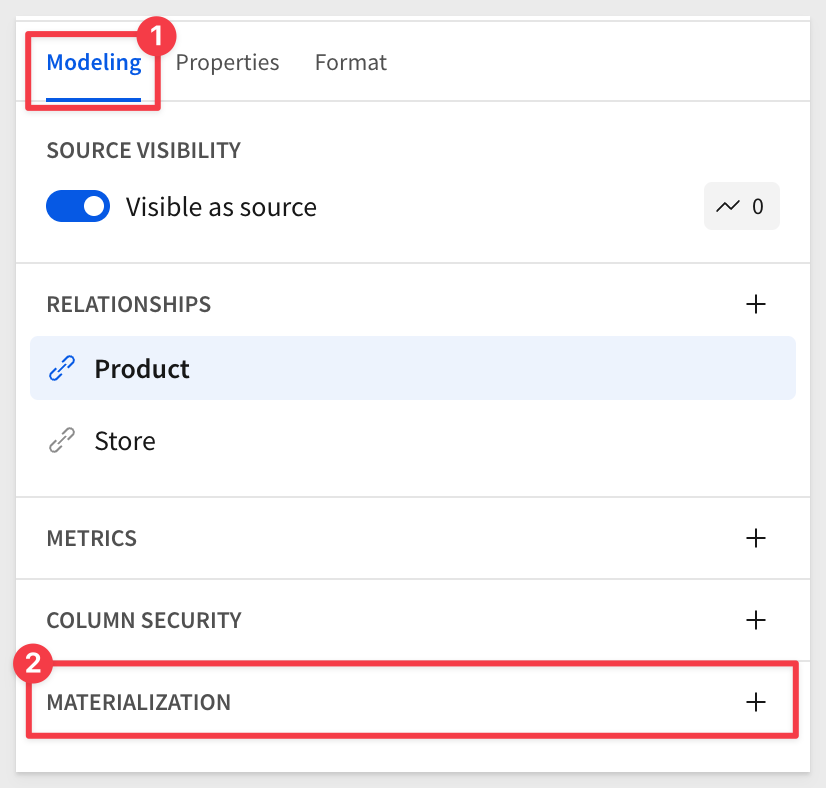 1
Modeling Properties Format
SOURCE VISIBILITY
Visible as source 0
RELATIONSHIPS +
Product
Store
METRICS +
COLUMN SECURITY +
2
MATERIALIZATION +